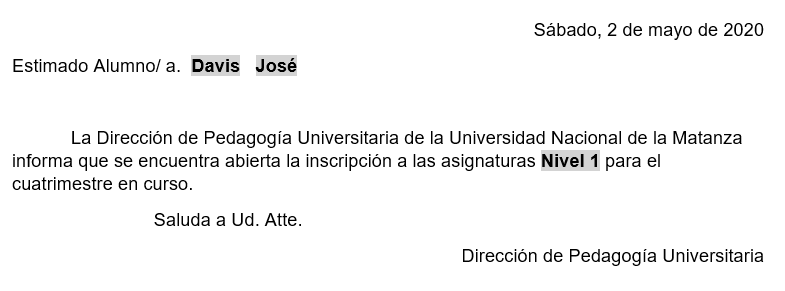 Sábado, 2 de mayo de 2020
Estimado Alumno/ a. Davis José
La Dirección de Pedagogía Universitaria de la Universidad Nacional de la Matanza
informa que se encuentra abierta la inscripción a las asignaturas Nivel 1 para el
cuatrimestre en curso.
Saluda a Ud. Atte.
Dirección de Pedagogía Universitaria